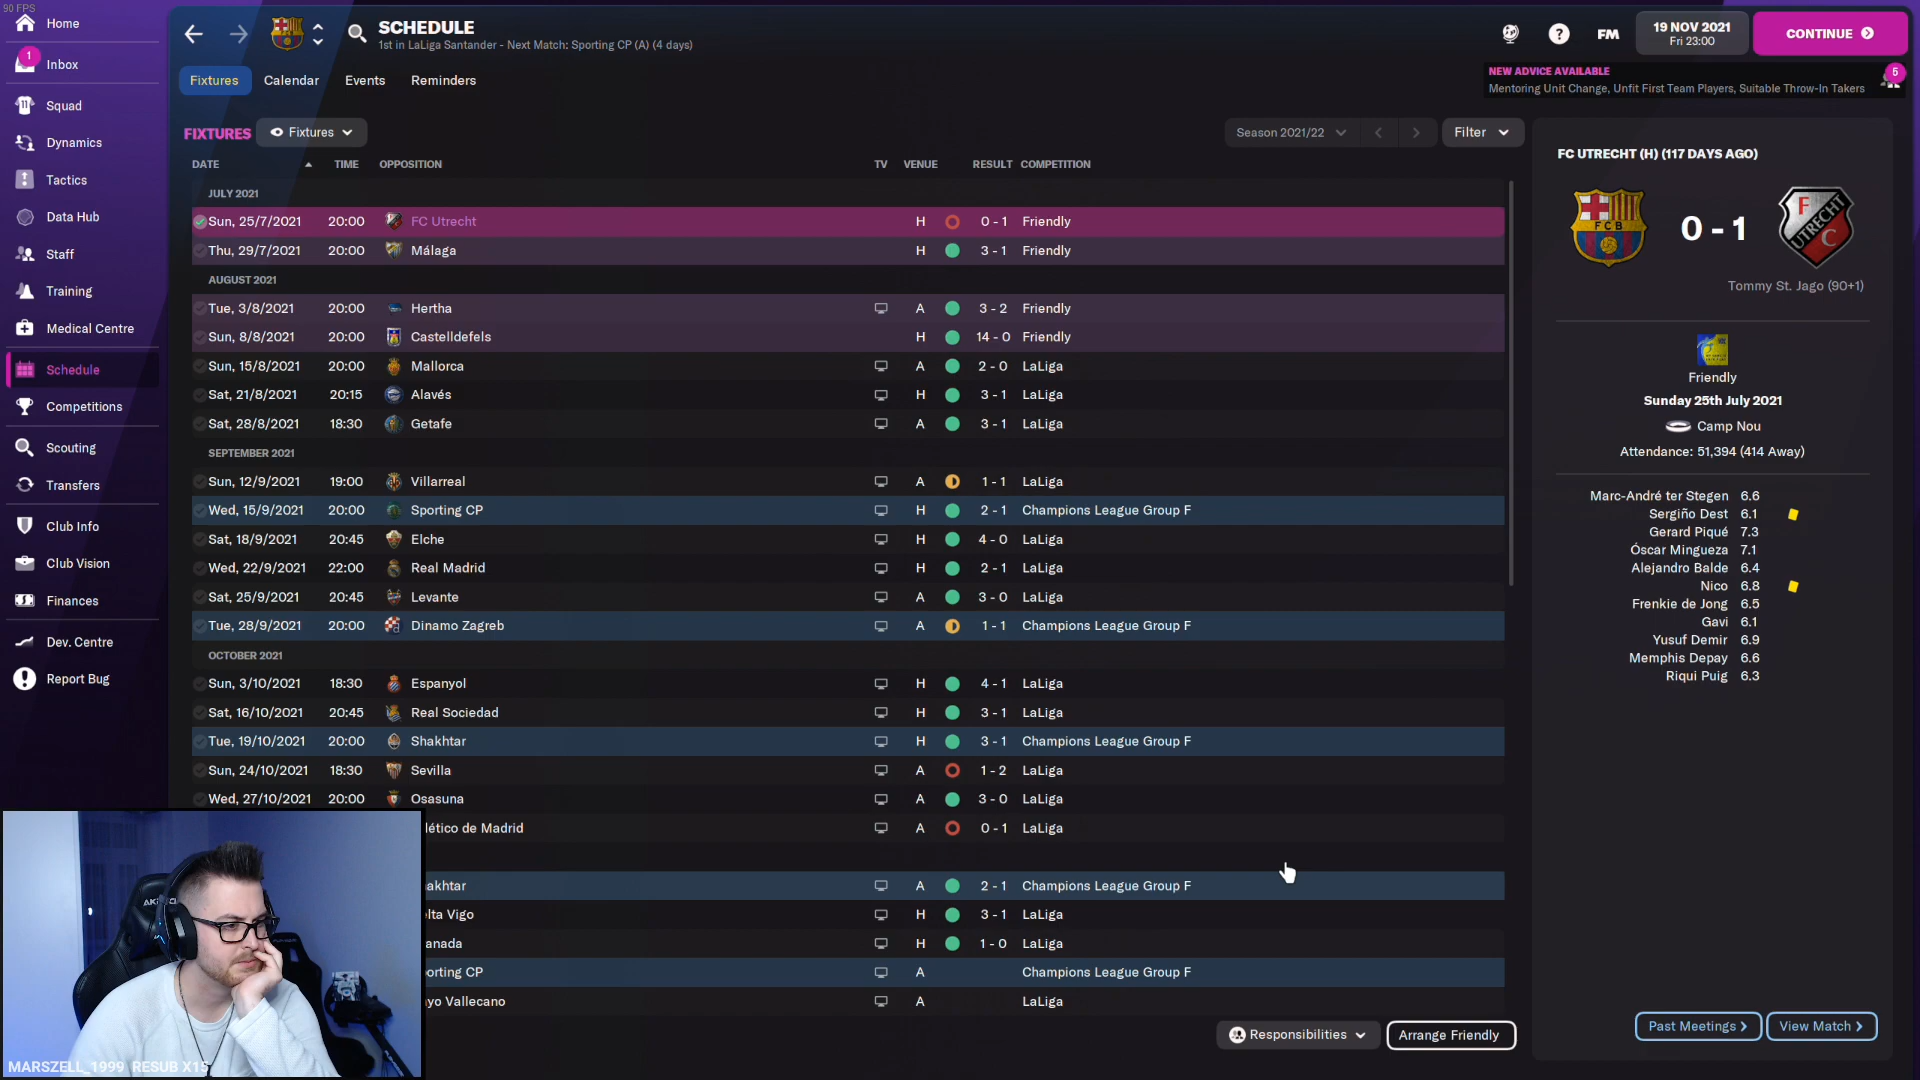 90 FPS
Home
1
Inbox
Squad
Dynamics
Tactics
Data Hub
Staff
Training
Medical Centre
Schedule
Competitions
Scouting
Transfers
Club Info
Club Vision
Finances
Dev. Centre
Report Bug
SCHEDULE
1st in LaLiga Santander - Next Match: Sporting CP (A) (4 days)
FM
19 NOV 2021
Fri 23:00
CONTINUE
NEW ADVICE AVAILABLE
Mentoring Unit Change, Unfit First Team Players, Suitable Throw-In Takers
5
Fixtures Calendar Events Reminders
FIXTURES Fixtures Season 2021/22 Filter
DATE TIME OPPOSITION TV VENUE RESULT COMPETITION
JULY 2021
Sun, 25/7/2021 20:00 FC Utrecht H 0 - 1 Friendly
Thu, 29/7/2021 20:00 Málaga H 3 - 1 Friendly
AUGUST 2021
Tue, 3/8/2021 20:00 Hertha A 3 - 2 Friendly
Sun, 8/8/2021 20:00 Castelldefels H 14 - 0 Friendly
Sun, 15/8/2021 20:00 Mallorca A 2 - 0 LaLiga
Sat, 21/8/2021 20:15 Alavés H 3 - 1 LaLiga
Sat, 28/8/2021 18:30 Getafe A 3 - 1 LaLiga
SEPTEMBER 2021
Sun, 12/9/2021 19:00 Villarreal A 1 - 1 LaLiga
Wed, 15/9/2021 20:00 Sporting CP H 2 - 1 Champions League Group F
Sat, 18/9/2021 20:45 Elche H 4 - 0 LaLiga
Wed, 22/9/2021 22:00 Real Madrid H 2 - 1 LaLiga
Sat, 25/9/2021 20:45 Levante A 3 - 0 LaLiga
Tue, 28/9/2021 20:00 Dinamo Zagreb A 1 - 1 Champions League Group F
OCTOBER 2021
Sun, 3/10/2021 18:30 Espanyol H 4 - 1 LaLiga
Sat, 16/10/2021 20:45 Real Sociedad H 3 - 1 LaLiga
Tue, 19/10/2021 20:00 Shakhtar H 3 - 1 Champions League Group F
Sun, 24/10/2021 18:30 Sevilla A 1 - 2 LaLiga
Wed, 27/10/2021 20:00 Osasuna A 3 - 0 LaLiga
lético de Madrid A 0 - 1 LaLiga
akhtar A 2 - 1 Champions League Group F
lta Vigo H 3 - 1 LaLiga
anada H 1 - 0 LaLiga
orting CP A Champions League Group F
yo Vallecano A LaLiga
Responsibilities Arrange Friendly
FC UTRECHT (H) (117 DAYS AGO)
FCB
0 - 1
F
UTRECHT
C
Tommy St. Jago (90+1)
Friendly
Sunday 25th July 2021
Camp Nou
Attendance: 51,394 (414 Away)
Marc-André ter Stegen 6.6
Sergiño Dest 6.1
Gerard Piqué 7.3
Óscar Mingueza 7.1
Alejandro Balde 6.4
Nico 6.8
Frenkie de Jong 6.5
Gavi 6.1
Yusuf Demir 6.9
Memphis Depay 6.6
Riqui Puig 6.3
Past Meetings View Match
MARSZELL_1999 RESUB X15